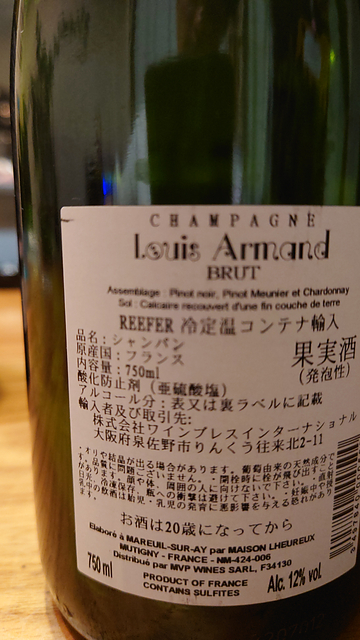 CHAMPAGNE
Louis Armand
BRUT
Assemblage : Pinot noir, Pinot Meunier et Chardonnay
Sol : Calcaire recouvert d'une fin couche de terre
REEFER 冷定温コンテナ輸入
品名：シャンパン
原産国：フランス
内容量：750ml
果実酒
(発泡性)
酸化防止剤（亜硫酸塩）
アルコール分：表又は裏ラベルに記載
輸入者及び取引先：
株式会社ワインプレスインターナショナル
大阪府泉佐野市りんくう往来北2-11
お酒は20歳になってから
Elaboré à MAREUIL-SUR-AY par MAISON LHEUREUX
MUTIGNY - FRANCE - NM-424-006
Distribué par MVP WINES SARL, F34130
750 ml
PRODUCT OF FRANCE
CONTAINS SULFITES
Alc. 12% vol.